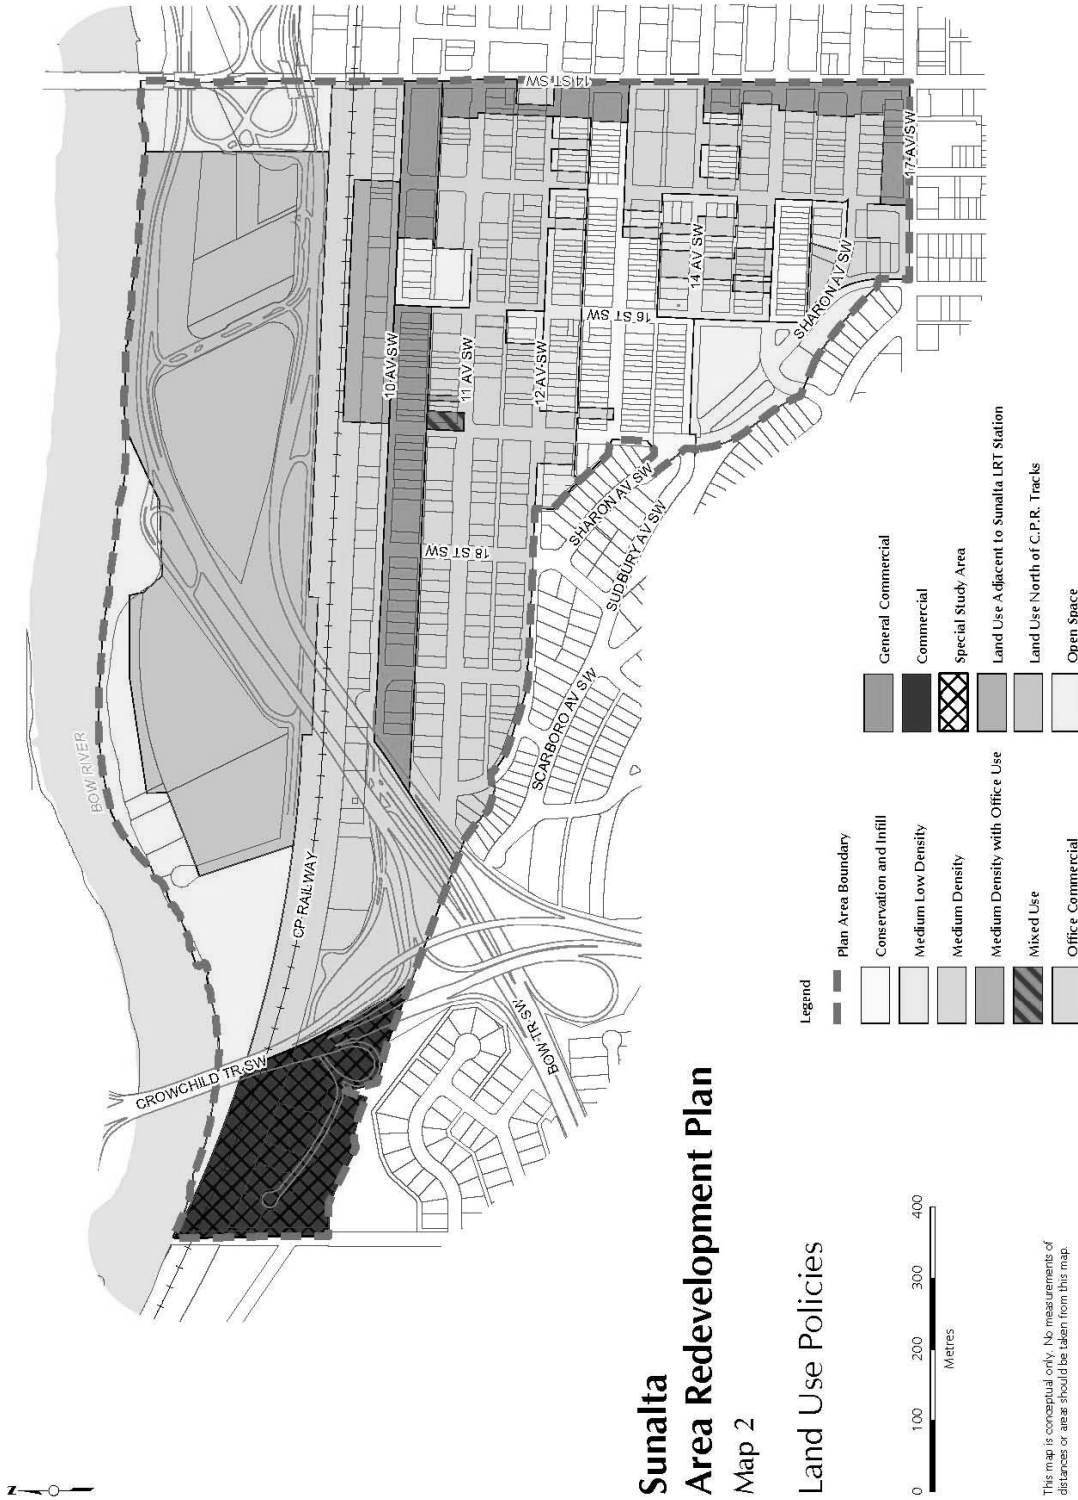 Sunalta
Area Redevelopment Plan
Map 2
Land Use Policies
0 100 200 300 400
Metres
This map is conceptual only. No measurements of
distances or areas should be taken from this map.
Legend
Plan Area Boundary
Conservation and Infill
Medium Low Density
Medium Density
Medium Density with Office Use
Mixed Use
Office Commercial
General Commercial
Commercial
Special Study Area
Land Use Adjacent to Sunalta LRT Station
Land Use North of C.P.R. Tracks
Open Space
N
BOW RIVER
CROWCHILD TR SW
CP RAILWAY
BOW TR SW
SCARBORO AV SW
SUDBURY AV SW
SHARON AV SW
SHARON AV SW
18 ST SW
16 ST SW
14 ST SW
10 AV SW
11 AV SW
12 AV SW
14 AV SW
17 AV SW